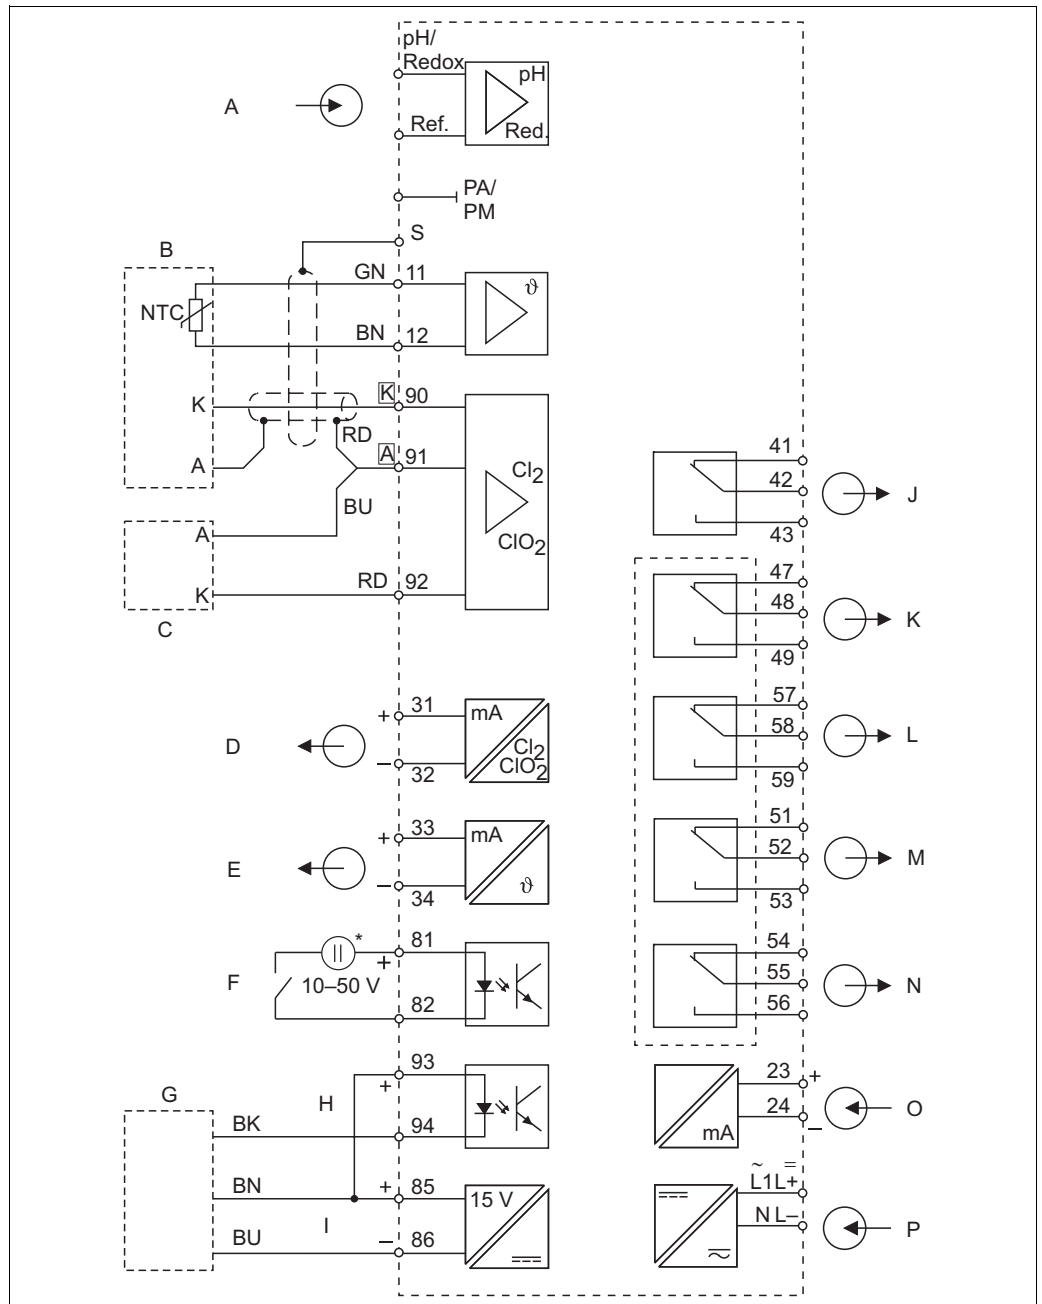 pH/
Redox
pH
A
Ref.
Red.
PA/
PM
S
B
GN 11
ϑ
NTC
BN 12
K
K 90
RD
A
A 91
Cl2
BU
ClO2
A
K
RD 92
C
41
42
J
43
47
48
K
49
57
58
L
59
+ 31
mA
D
Cl2
ClO2
– 32
51
52
M
53
+ 33
mA
E
– 34
ϑ
54
55
N
56
* 81
+
F
10–50 V
82
93
+
G
H
BK 94
23 +
O
24 –
mA
BN + 85
15 V
I
BU – 86
~ =
L1 L+
N L–
P